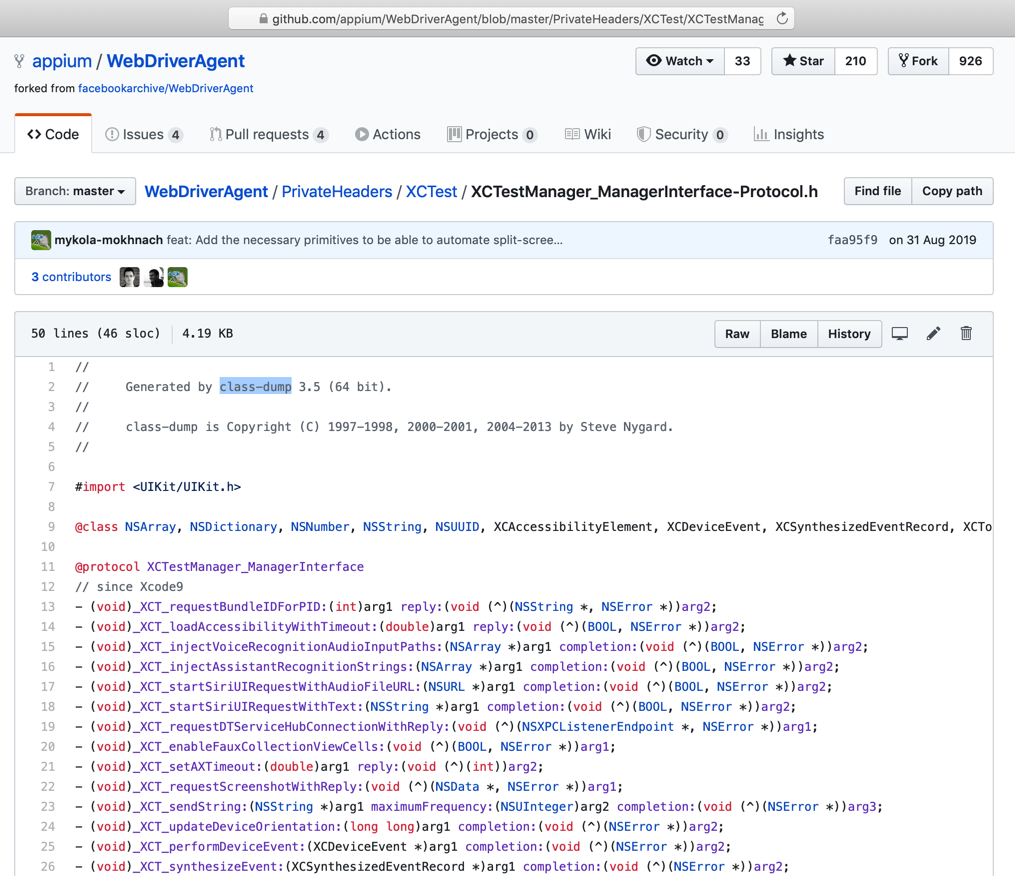 github.com/appium/WebDriverAgent/blob/master/PrivateHeaders/XCTest/XCTestManag
appium / WebDriverAgent
Watch 33 Star 210 Fork 926
forked from facebookarchive/WebDriverAgent
Code Issues 4 Pull requests 4 Actions Projects 0 Wiki Security 0 Insights
Branch: master WebDriverAgent / PrivateHeaders / XCTest / XCTestManager_ManagerInterface-Protocol.h Find file Copy path
mykola-mokhnach feat: Add the necessary primitives to be able to automate split-scree... faa95f9 on 31 Aug 2019
3 contributors
50 lines (46 sloc) 4.19 KB Raw Blame History
1 //
2 // Generated by class-dump 3.5 (64 bit).
3 //
4 // class-dump is Copyright (C) 1997-1998, 2000-2001, 2004-2013 by Steve Nygard.
5 //
6
7 #import <UIKit/UIKit.h>
8
9 @class NSArray, NSDictionary, NSNumber, NSString, NSUUID, XCAccessibilityElement, XCDeviceEvent, XCSynthesizedEventRecord, XCTo
10
11 @protocol XCTestManager_ManagerInterface
12 // since Xcode9
13 - (void)_XCT_requestBundleIDForPID:(int)arg1 reply:(void (^)(NSString *, NSError *))arg2;
14 - (void)_XCT_loadAccessibilityWithTimeout:(double)arg1 reply:(void (^)(BOOL, NSError *))arg2;
15 - (void)_XCT_injectVoiceRecognitionAudioInputPaths:(NSArray *)arg1 completion:(void (^)(BOOL, NSError *))arg2;
16 - (void)_XCT_injectAssistantRecognitionStrings:(NSArray *)arg1 completion:(void (^)(BOOL, NSError *))arg2;
17 - (void)_XCT_startSiriUIRequestWithAudioFileURL:(NSURL *)arg1 completion:(void (^)(BOOL, NSError *))arg2;
18 - (void)_XCT_startSiriUIRequestWithText:(NSString *)arg1 completion:(void (^)(BOOL, NSError *))arg2;
19 - (void)_XCT_requestDTServiceHubConnectionWithReply:(void (^)(NSXPCListenerEndpoint *, NSError *))arg1;
20 - (void)_XCT_enableFauxCollectionViewCells:(void (^)(BOOL, NSError *))arg1;
21 - (void)_XCT_setAXTimeout:(double)arg1 reply:(void (^)(int))arg2;
22 - (void)_XCT_requestScreenshotWithReply:(void (^)(NSData *, NSError *))arg1;
23 - (void)_XCT_sendString:(NSString *)arg1 maximumFrequency:(NSUInteger)arg2 completion:(void (^)(NSError *))arg3;
24 - (void)_XCT_updateDeviceOrientation:(long long)arg1 completion:(void (^)(NSError *))arg2;
25 - (void)_XCT_performDeviceEvent:(XCDeviceEvent *)arg1 completion:(void (^)(NSError *))arg2;
26 - (void)_XCT_synthesizeEvent:(XCSynthesizedEventRecord *)arg1 completion:(void (^)(NSError *))arg2;